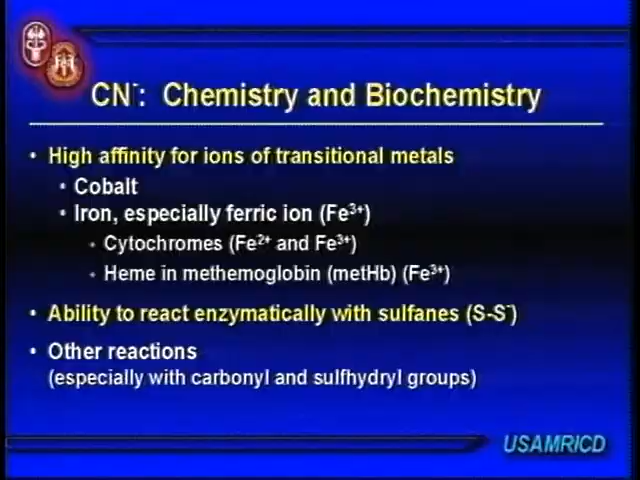 CN⁻: Chemistry and Biochemistry
• High affinity for ions of transitional metals
• Cobalt
• Iron, especially ferric ion (Fe³⁺)
• Cytochromes (Fe²⁺ and Fe³⁺)
• Heme in methemoglobin (metHb) (Fe³⁺)
• Ability to react enzymatically with sulfanes (S-S⁻)
• Other reactions
(especially with carbonyl and sulfhydryl groups)
USAMRICD